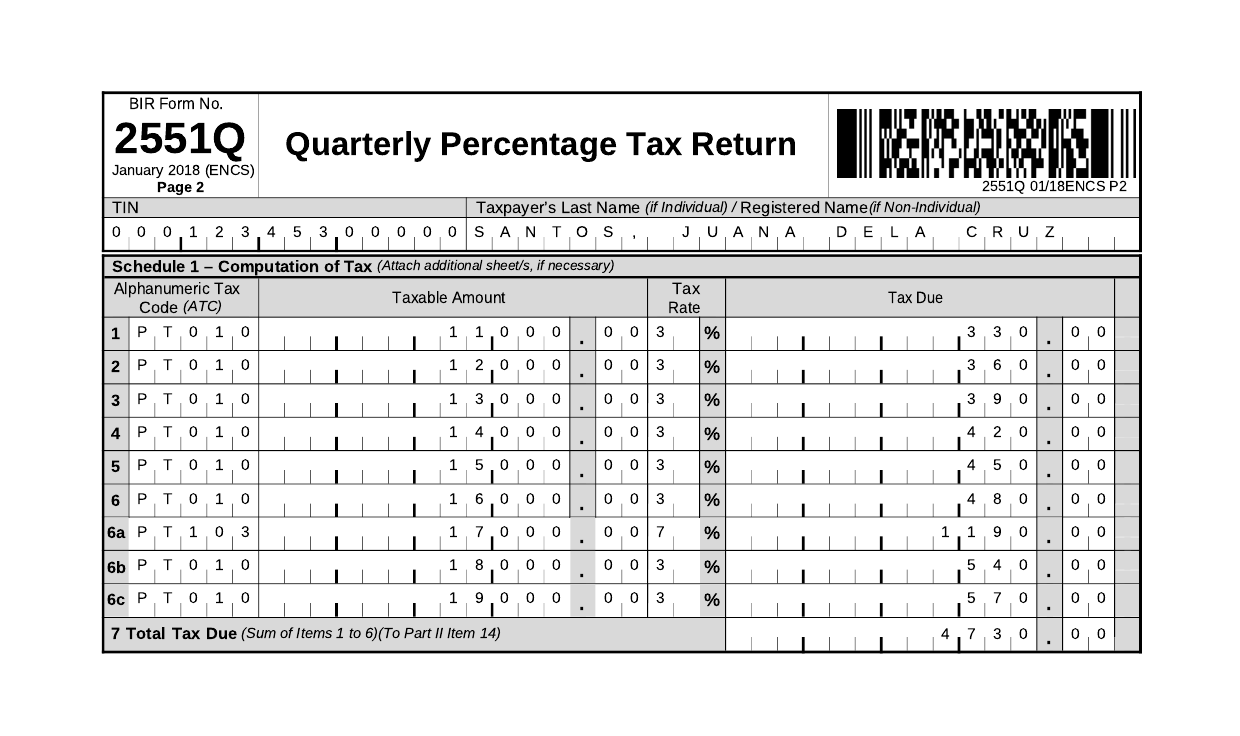 BIR Form No.
2551Q
January 2018 (ENCS)
Page 2
Quarterly Percentage Tax Return
2551Q 01/18ENCS P2
TIN Taxpayer's Last Name (if Individual) / Registered Name(if Non-Individual)
0 0 0 1 2 3 4 5 3 0 0 0 0 0 S A N T O S , J U A N A D E L A C R U Z
Schedule 1 – Computation of Tax (Attach additional sheet/s, if necessary)
Alphanumeric Tax Code (ATC) Taxable Amount Tax Rate Tax Due
1 P T 0 1 0 1 1 0 0 0 . 0 0 3 % 3 3 0 . 0 0
2 P T 0 1 0 1 2 0 0 0 . 0 0 3 % 3 6 0 . 0 0
3 P T 0 1 0 1 3 0 0 0 . 0 0 3 % 3 9 0 . 0 0
4 P T 0 1 0 1 4 0 0 0 . 0 0 3 % 4 2 0 . 0 0
5 P T 0 1 0 1 5 0 0 0 . 0 0 3 % 4 5 0 . 0 0
6 P T 0 1 0 1 6 0 0 0 . 0 0 3 % 4 8 0 . 0 0
6a P T 1 0 3 1 7 0 0 0 . 0 0 7 % 1 1 9 0 . 0 0
6b P T 0 1 0 1 8 0 0 0 . 0 0 3 % 5 4 0 . 0 0
6c P T 0 1 0 1 9 0 0 0 . 0 0 3 % 5 7 0 . 0 0
7 Total Tax Due (Sum of Items 1 to 6)(To Part II Item 14) 4 7 3 0 . 0 0